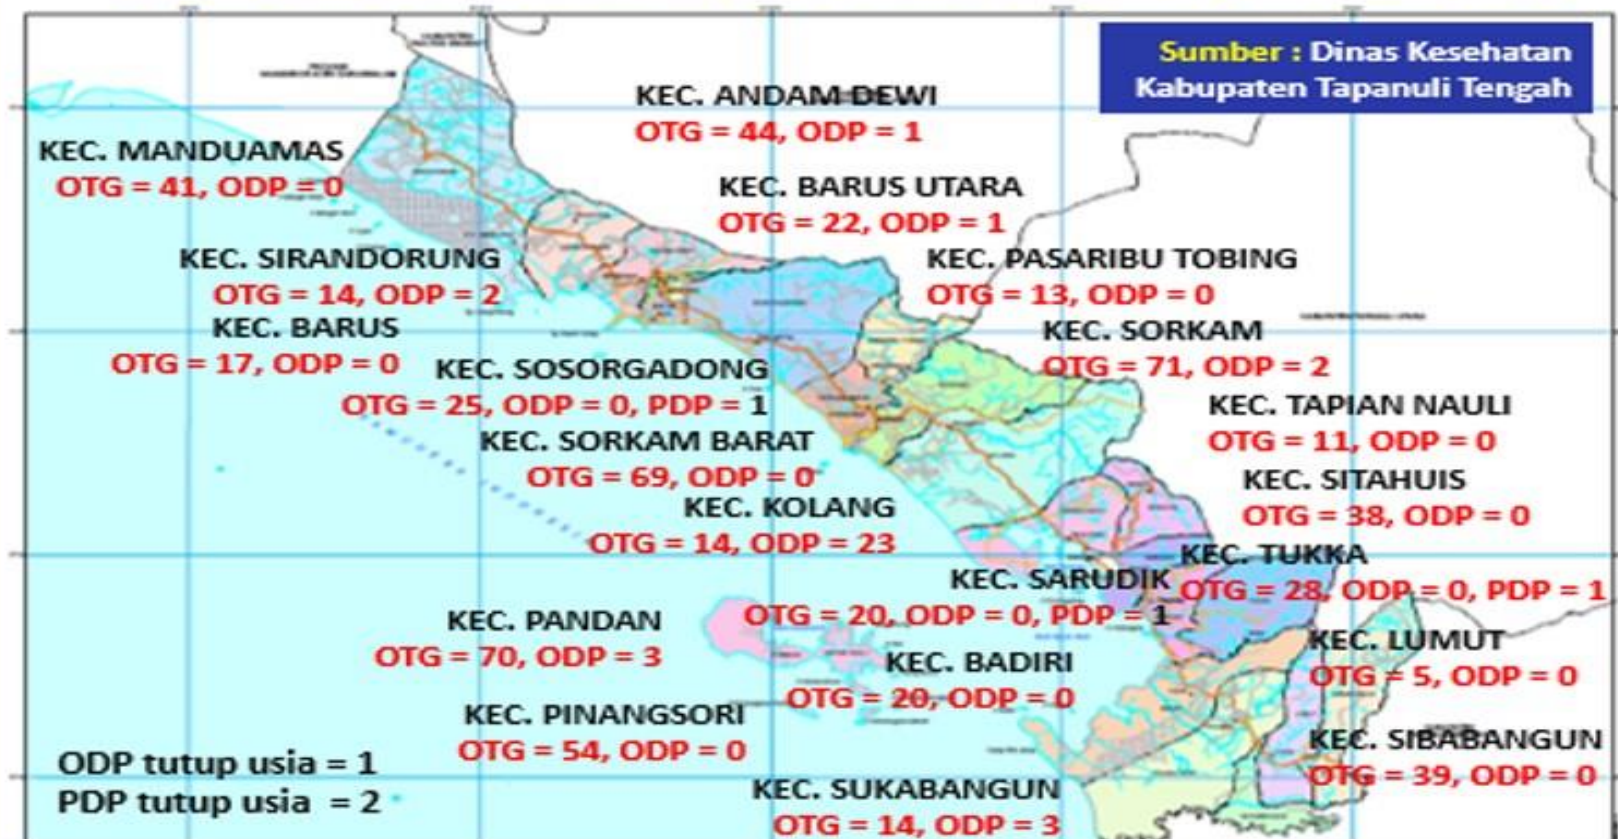 Sumber : Dinas Kesehatan
Kabupaten Tapanuli Tengah
KEC. ANDAM DEWI
OTG = 44, ODP = 1
KEC. MANDUAMAS
OTG = 41, ODP = 0
KEC. BARUS UTARA
OTG = 22, ODP = 1
KEC. SIRANDORUNG
OTG = 14, ODP = 2
KEC. PASARIBU TOBING
OTG = 13, ODP = 0
KEC. BARUS
OTG = 17, ODP = 0
KEC. SORKAM
OTG = 71, ODP = 2
KEC. SOSORGADONG
OTG = 25, ODP = 0, PDP = 1
KEC. TAPIAN NAULI
OTG = 11, ODP = 0
KEC. SORKAM BARAT
OTG = 69, ODP = 0
KEC. SITAHUIS
OTG = 38, ODP = 0
KEC. KOLANG
OTG = 14, ODP = 23
KEC. TUKKA
OTG = 28, ODP = 0, PDP = 1
KEC. SARUDIK
OTG = 20, ODP = 0, PDP = 1
KEC. PANDAN
OTG = 70, ODP = 3
KEC. LUMUT
OTG = 5, ODP = 0
KEC. BADIRI
OTG = 20, ODP = 0
KEC. PINANGSORI
OTG = 54, ODP = 0
KEC. SIBABANGUN
OTG = 39, ODP = 0
ODP tutup usia = 1
PDP tutup usia = 2
KEC. SUKABANGUN
OTG = 14, ODP = 3